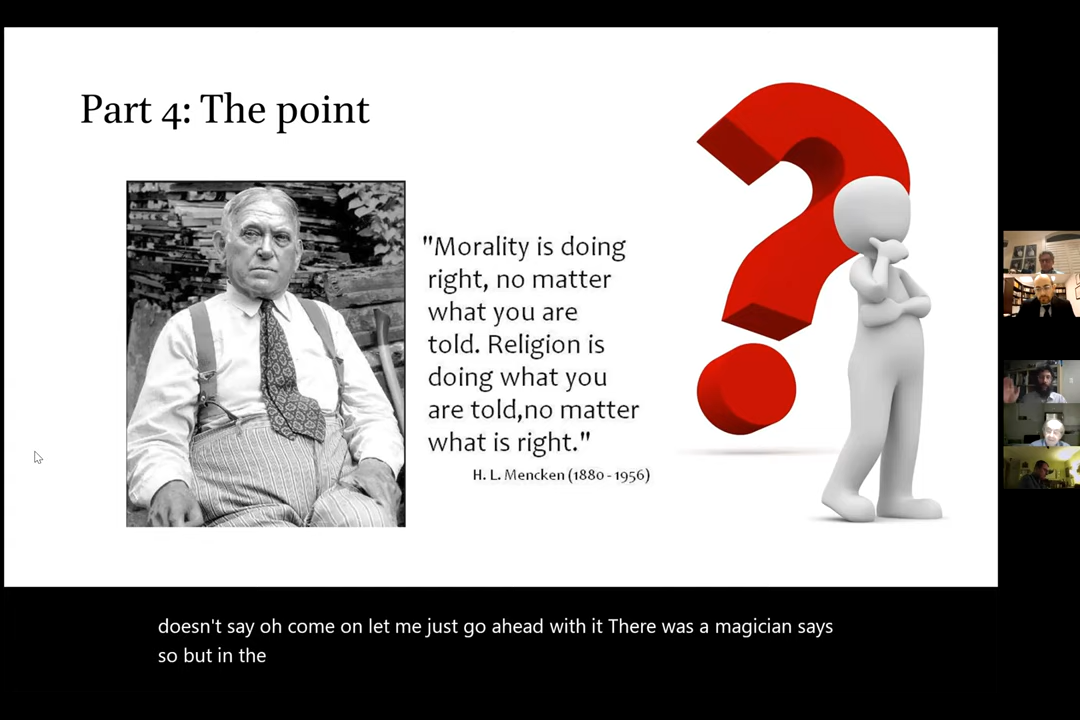 Part 4: The point
"Morality is doing
right, no matter
what you are
told. Religion is
doing what you
are told,no matter
what is right."
H. L. Mencken (1880 - 1956)
doesn't say oh come on let me just go ahead with it There was a magician says
so but in the